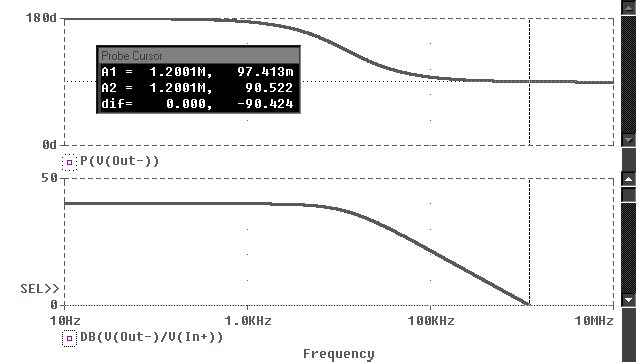 180d
Probe Cursor
A1 = 1.2001M, 97.413m
A2 = 1.2001M, 90.522
dif= 0.000, -90.424
0d
P(V(Out-))
50
SEL>>
0
10Hz 1.0KHz 100KHz 10MHz
DB(V(Out-)/V(In+))
Frequency